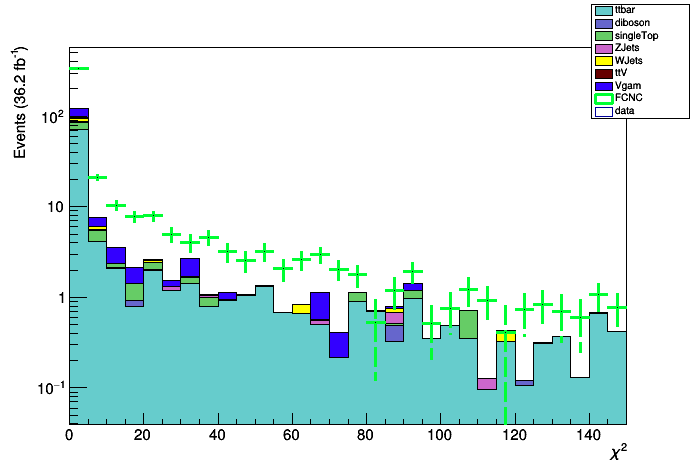 ttbar
diboson
singleTop
ZJets
WJets
ttV
Vgam
FCNC
data
Events (36.2 fb⁻¹)
10²
10
1
10⁻¹
0 20 40 60 80 100 120 140
χ²